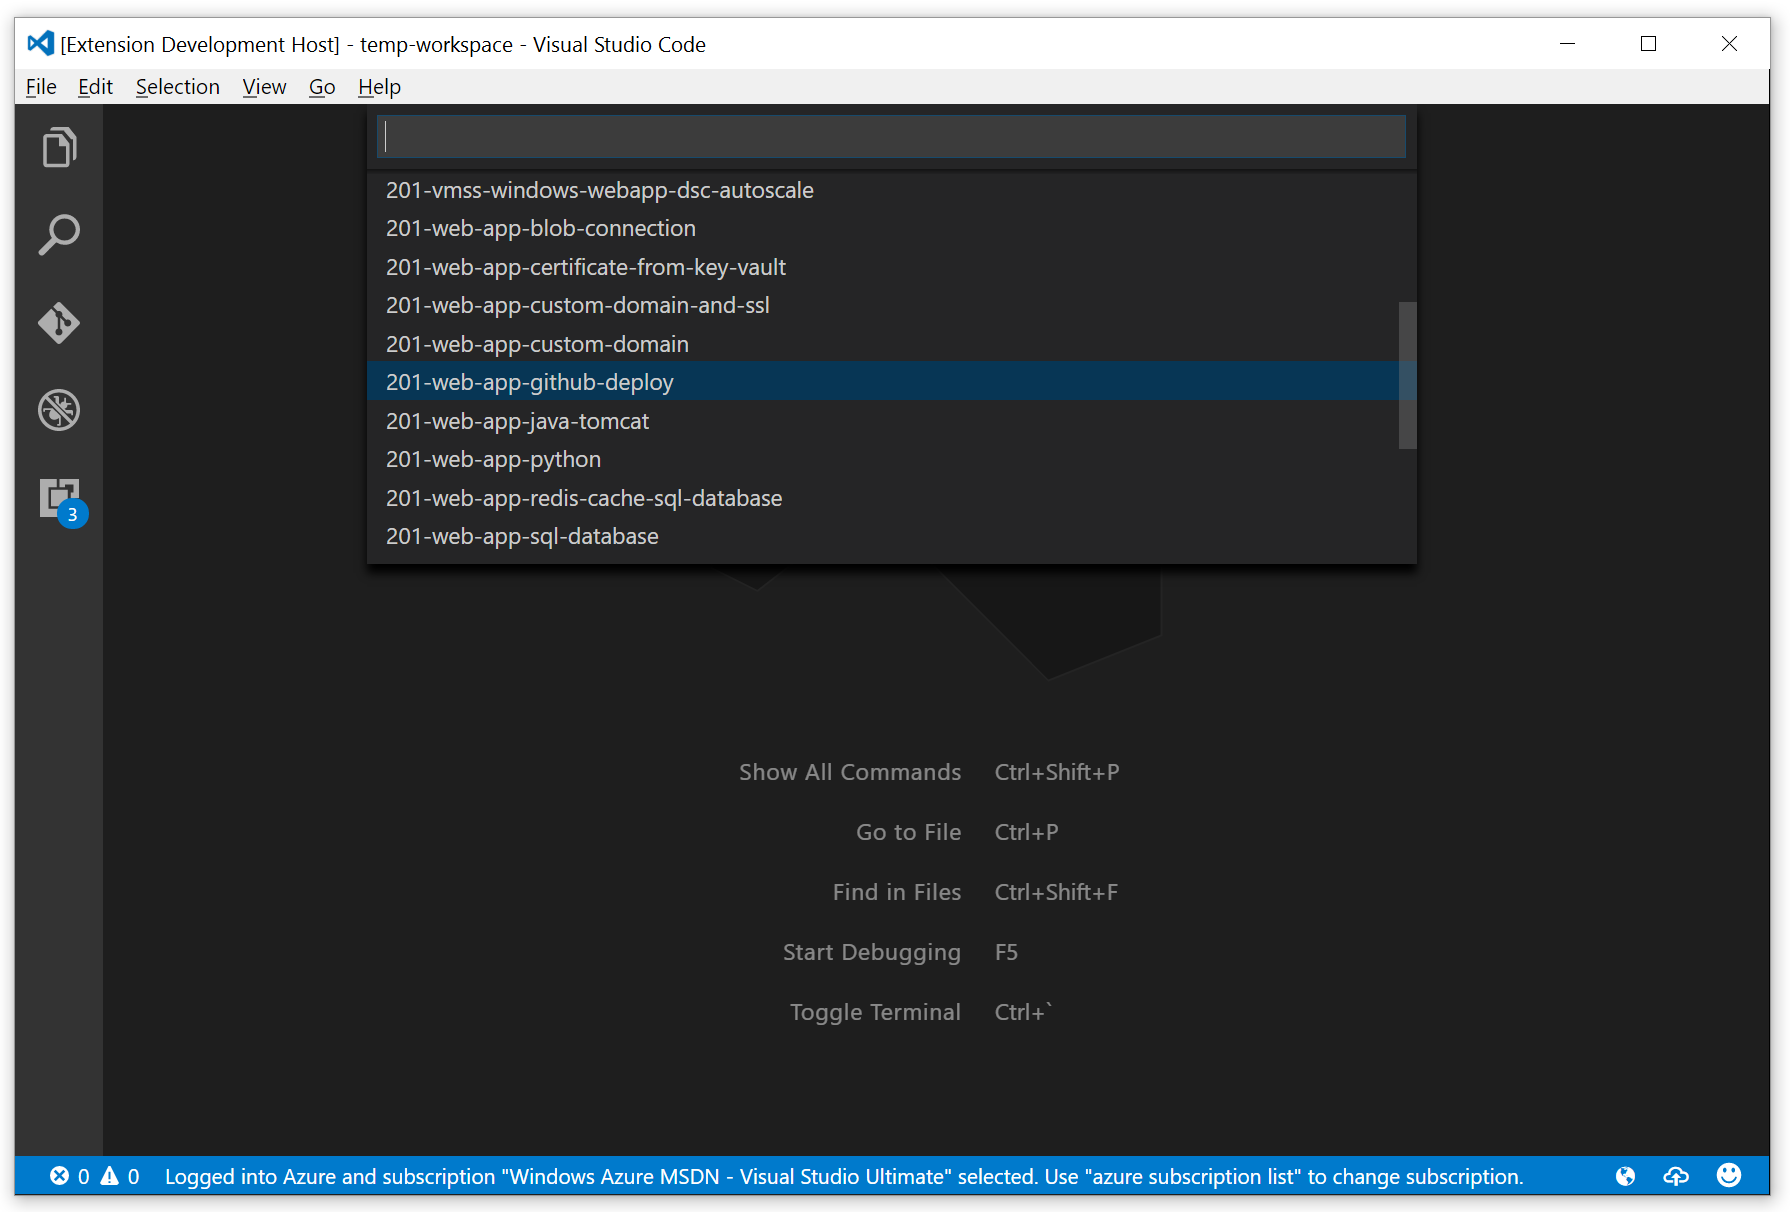 [Extension Development Host] - temp-workspace - Visual Studio Code
File Edit Selection View Go Help
201-vmss-windows-webapp-dsc-autoscale
201-web-app-blob-connection
201-web-app-certificate-from-key-vault
201-web-app-custom-domain-and-ssl
201-web-app-custom-domain
201-web-app-github-deploy
201-web-app-java-tomcat
201-web-app-python
201-web-app-redis-cache-sql-database
201-web-app-sql-database
3
Show All Commands Ctrl+Shift+P
Go to File Ctrl+P
Find in Files Ctrl+Shift+F
Start Debugging F5
Toggle Terminal Ctrl+`
0 0 Logged into Azure and subscription "Windows Azure MSDN - Visual Studio Ultimate" selected. Use "azure subscription list" to change subscription.